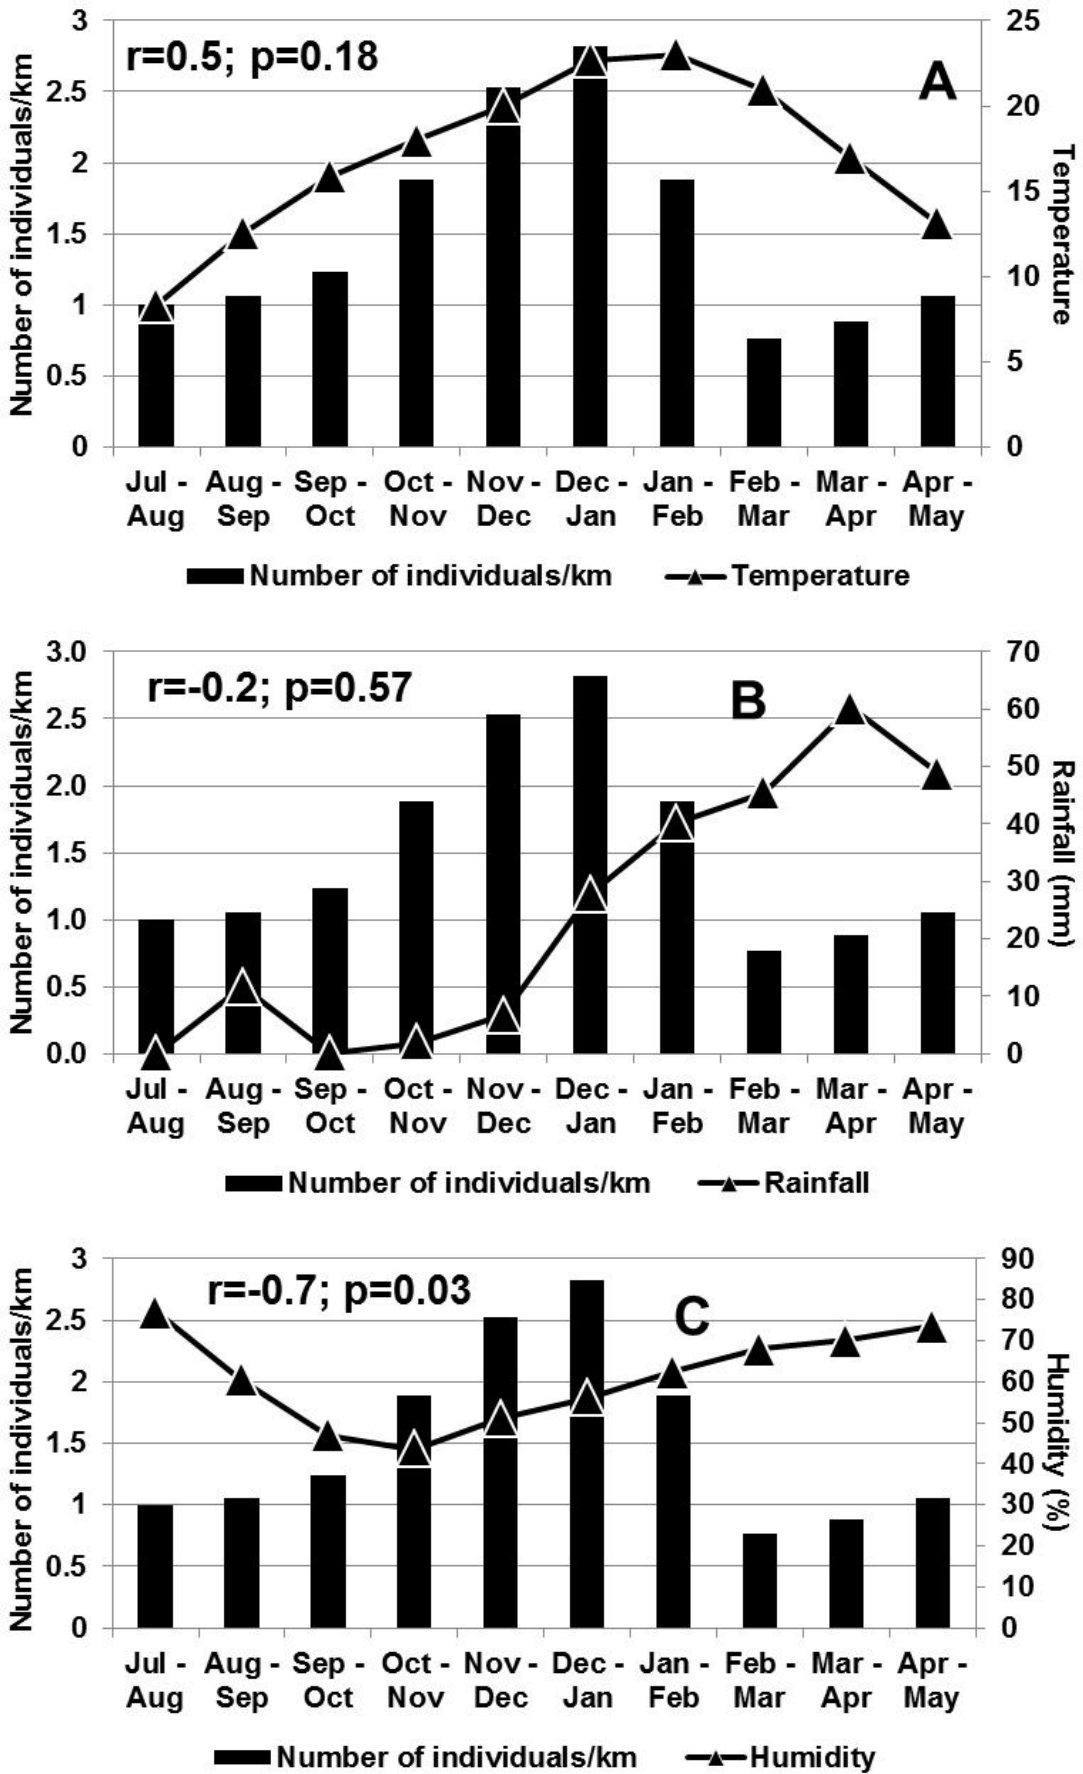 r=0.5; p=0.18
A
Number of individuals/km
3
2.5
2
1.5
1
0.5
0
25
20
15
10
5
0
Temperature
Jul - Aug - Sep - Oct - Nov - Dec - Jan - Feb - Mar - Apr -
Aug Sep Oct Nov Dec Jan Feb Mar Apr May
Number of individuals/km Temperature
r=-0.2; p=0.57
B
Number of individuals/km
3.0
2.5
2.0
1.5
1.0
0.5
0.0
70
60
50
40
30
20
10
0
Rainfall (mm)
Jul - Aug - Sep - Oct - Nov - Dec - Jan - Feb - Mar - Apr -
Aug Sep Oct Nov Dec Jan Feb Mar Apr May
Number of individuals/km Rainfall
r=-0.7; p=0.03
C
Number of individuals/km
3
2.5
2
1.5
1
0.5
0
90
80
70
60
50
40
30
20
10
0
Humidity (%)
Jul - Aug - Sep - Oct - Nov - Dec - Jan - Feb - Mar - Apr -
Aug Sep Oct Nov Dec Jan Feb Mar Apr May
Number of individuals/km Humidity